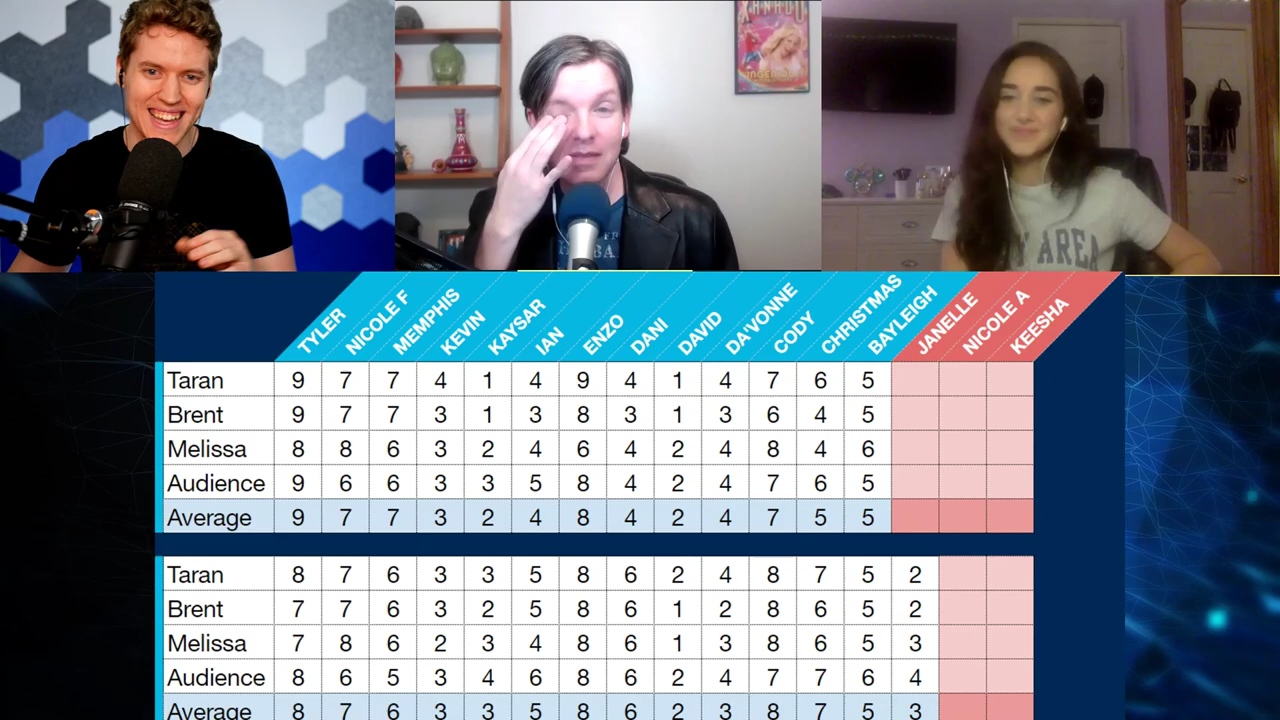 XANADU
AREA
TYLER NICOLE F MEMPHIS KEVIN KAYSAR IAN ENZO DANI DAVID DA'VONNE CODY CHRISTMAS BAYLEIGH JANELLE NICOLE A KEESHA
Taran 9 7 7 4 1 4 9 4 1 4 7 6 5
Brent 9 7 7 3 1 3 8 3 1 3 6 4 5
Melissa 8 8 6 3 2 4 6 4 2 4 8 4 6
Audience 9 6 6 3 3 5 8 4 2 4 7 6 5
Average 9 7 7 3 2 4 8 4 2 4 7 5 5
Taran 8 7 6 3 3 5 8 6 2 4 8 7 5 2
Brent 7 7 6 3 2 5 8 6 1 2 8 6 5 2
Melissa 7 8 6 2 3 4 8 6 1 3 8 6 5 3
Audience 8 6 5 3 4 6 8 6 2 4 7 7 6 4
Average 8 7 6 3 3 5 8 6 2 3 8 7 5 3